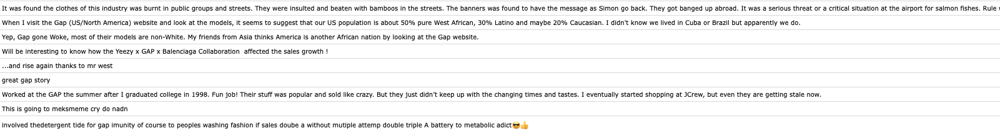 It was found the clothes of this industry was burnt in public groups and streets. They were insulted and beaten with bamboos in the streets. The banners was found to have the message as Simon go back. They got banged up abroad. It was a serious threat or a critical situation at the airport for salmon fishes. Rule
When I visit the Gap (US/North America) website and look at the models, it seems to suggest that our US population is about 50% pure West African, 30% Latino and maybe 20% Caucasian. I didn't know we lived in Cuba or Brazil but apparently we do.
Yep, Gap gone Woke, most of their models are non-White. My friends from Asia thinks America is another African nation by looking at the Gap website.
Will be interesting to know how the Yeezy x GAP x Balenciaga Collaboration  affected the sales growth !
...and rise again thanks to mr west
great gap story
Worked at the GAP the summer after I graduated college in 1998. Fun job! Their stuff was popular and sold like crazy. But they just didn’t keep up with the changing times and tastes. I eventually started shopping at JCrew, but even they are getting stale now.
This is going to meksmeme cry do nadn
involved thedetergent tide for gap imunity of course to peoples washing fashion if sales doube a without mutiple attemp double triple A battery to metabolic adict😎👍